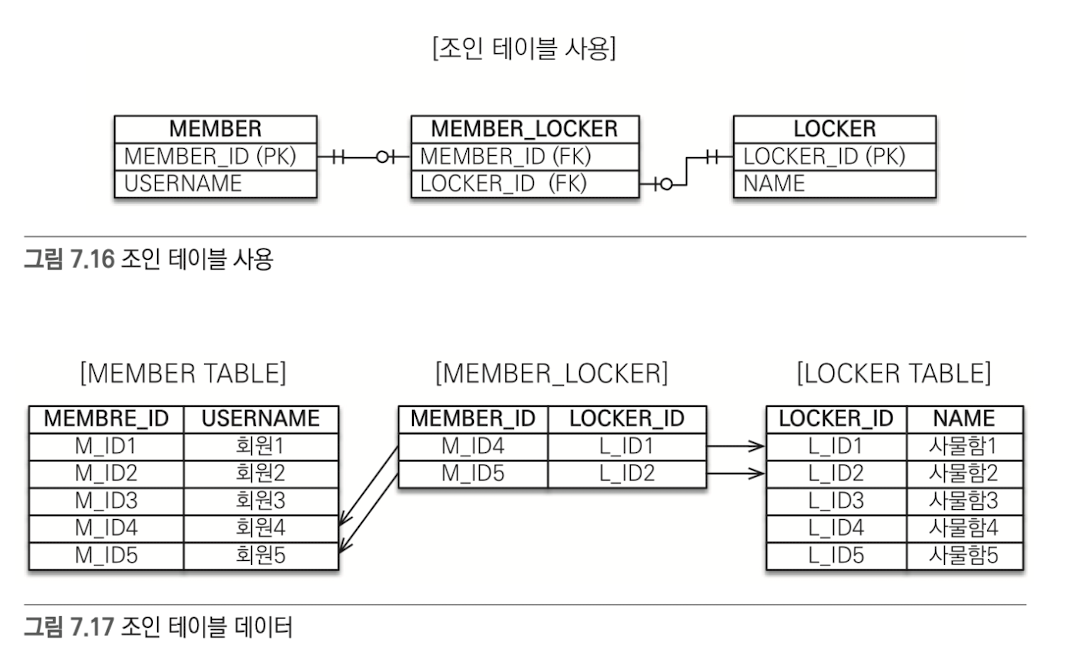 [조인 테이블 사용]
MEMBER
MEMBER_ID (PK)
USERNAME
MEMBER_LOCKER
MEMBER_ID (FK)
LOCKER_ID (FK)
LOCKER
LOCKER_ID (PK)
NAME
그림 7.16 조인 테이블 사용
[MEMBER TABLE]
MEMBRE_ID USERNAME
M_ID1 회원1
M_ID2 회원2
M_ID3 회원3
M_ID4 회원4
M_ID5 회원5
[MEMBER_LOCKER]
MEMBER_ID LOCKER_ID
M_ID4 L_ID1
M_ID5 L_ID2
[LOCKER TABLE]
LOCKER_ID NAME
L_ID1 사물함1
L_ID2 사물함2
L_ID3 사물함3
L_ID4 사물함4
L_ID5 사물함5
그림 7.17 조인 테이블 데이터